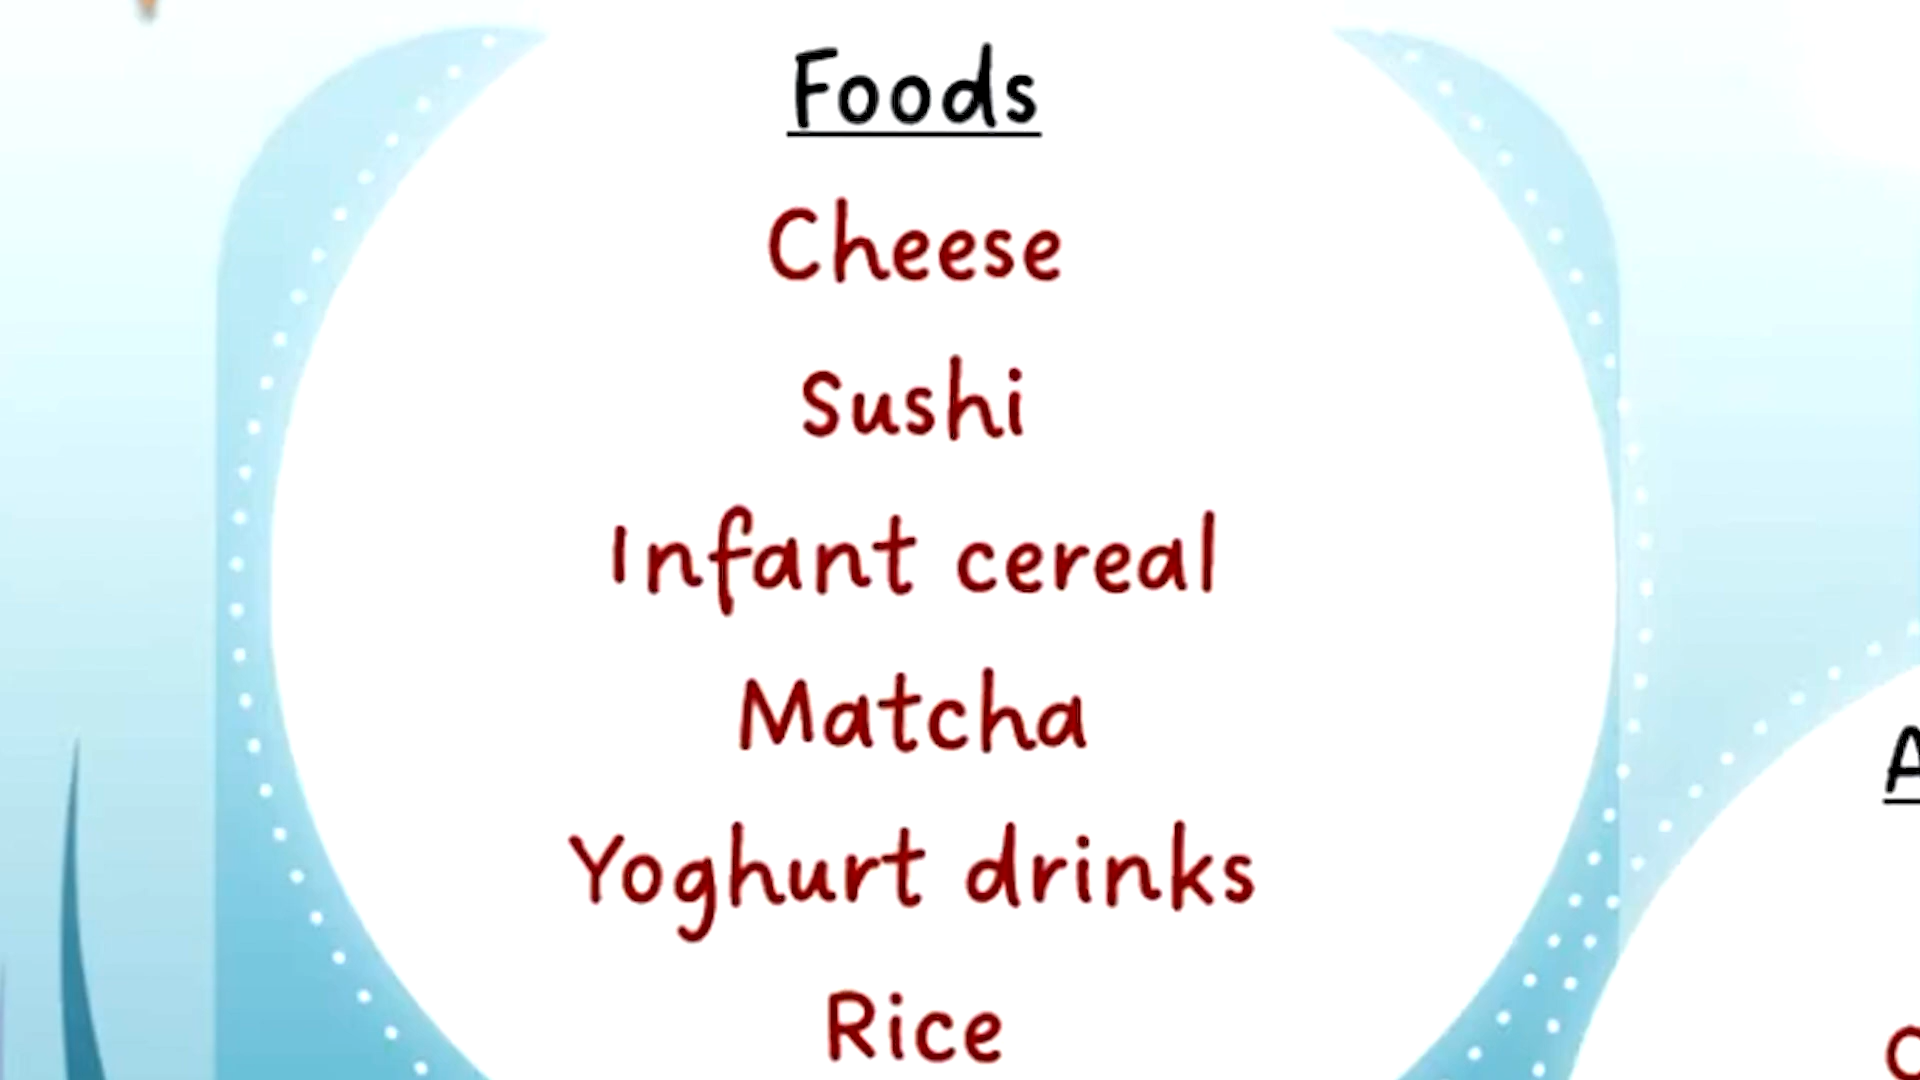 Foods
Cheese
Sushi
Infant cereal
Matcha
Yoghurt drinks
Rice